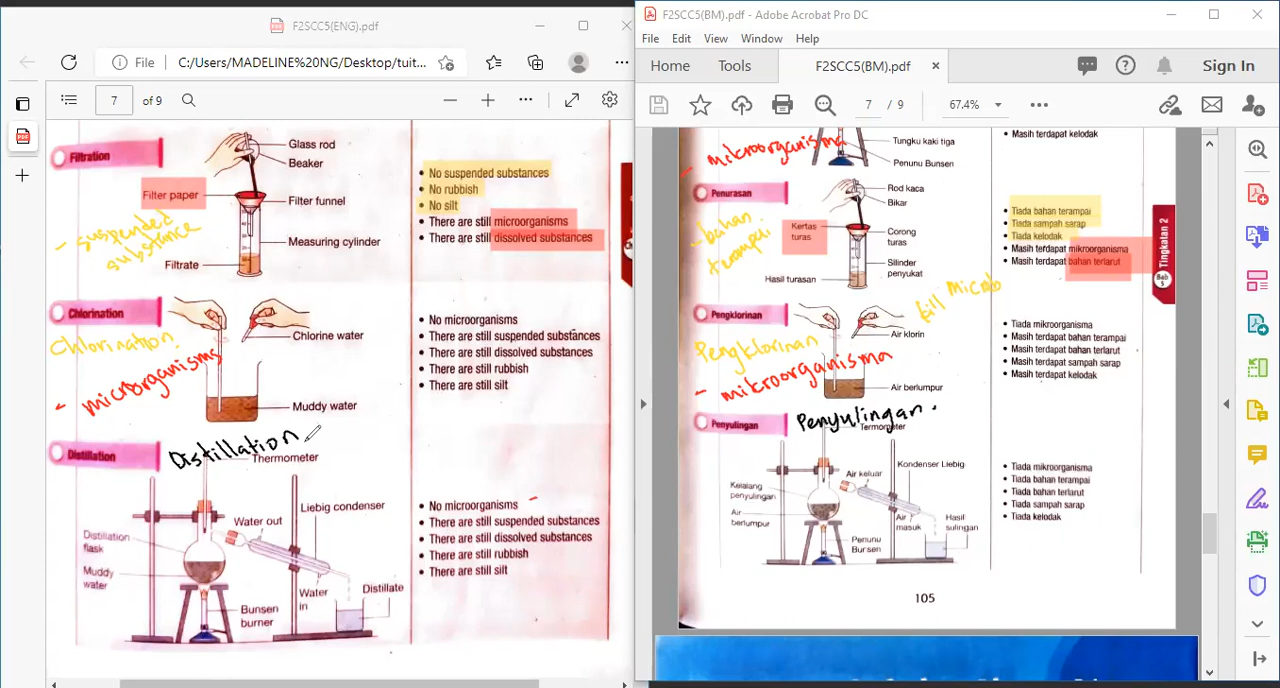 F2SCC5(ENG).pdf
File
C:/Users/MADELINE%20NG/Desktop/tuit...
7
of 9
Filtration
Glass rod
Beaker
Filter paper
Filter funnel
- suspended
substance
Measuring cylinder
Filtrate
• No suspended substances
• No rubbish
• No silt
• There are still microorganisms
• There are still dissolved substances
Chlorination
Chlorine water
Chlorination.
- microrganisms
Muddy water
• No microorganisms
• There are still suspended substances
• There are still dissolved substances
• There are still rubbish
• There are still silt
Distillation
Distillation
Thermometer
Liebig condenser
Water out
Distillation
flask
Muddy
water
Water
in
Distillate
Bunsen
burner
• No microorganisms
• There are still suspended substances
• There are still dissolved substances
• There are still rubbish
• There are still silt
F2SCC5(BM).pdf - Adobe Acrobat Pro DC
File Edit View Window Help
Home
Tools
F2SCC5(BM).pdf
Sign In
7 / 9
67.4%
- mikroorganisma
Tungku kaki tiga
Penunu Bunsen
• Masih terdapat kelodak
Penurasan
Rod kaca
Bikar
- bahan
terampai
Kertas
turas
Corong
turas
Silinder
penyukat
Hasil turasan
• Tiada bahan terampai
• Tiada sampah sarap
• Tiada kelodak
• Masih terdapat mikroorganisma
• Masih terdapat bahan terlarut
Tingkatan 2
Bab
5
Pengklorinan
kill Microb
Air klorin
Pengklorinan
- mikroorganisma
Air berlumpur
• Tiada mikroorganisma
• Masih terdapat bahan terampai
• Masih terdapat bahan terlarut
• Masih terdapat sampah sarap
• Masih terdapat kelodak
Penyulingan
Penyulingan.
Termometer
Kondenser Liebig
Air keluar
Kelalang
penyulingan
Air
berlumpur
Air
masuk
Hasil
sulingan
Penunu
Bunsen
• Tiada mikroorganisma
• Tiada bahan terampai
• Tiada bahan terlarut
• Tiada sampah sarap
• Tiada kelodak
105